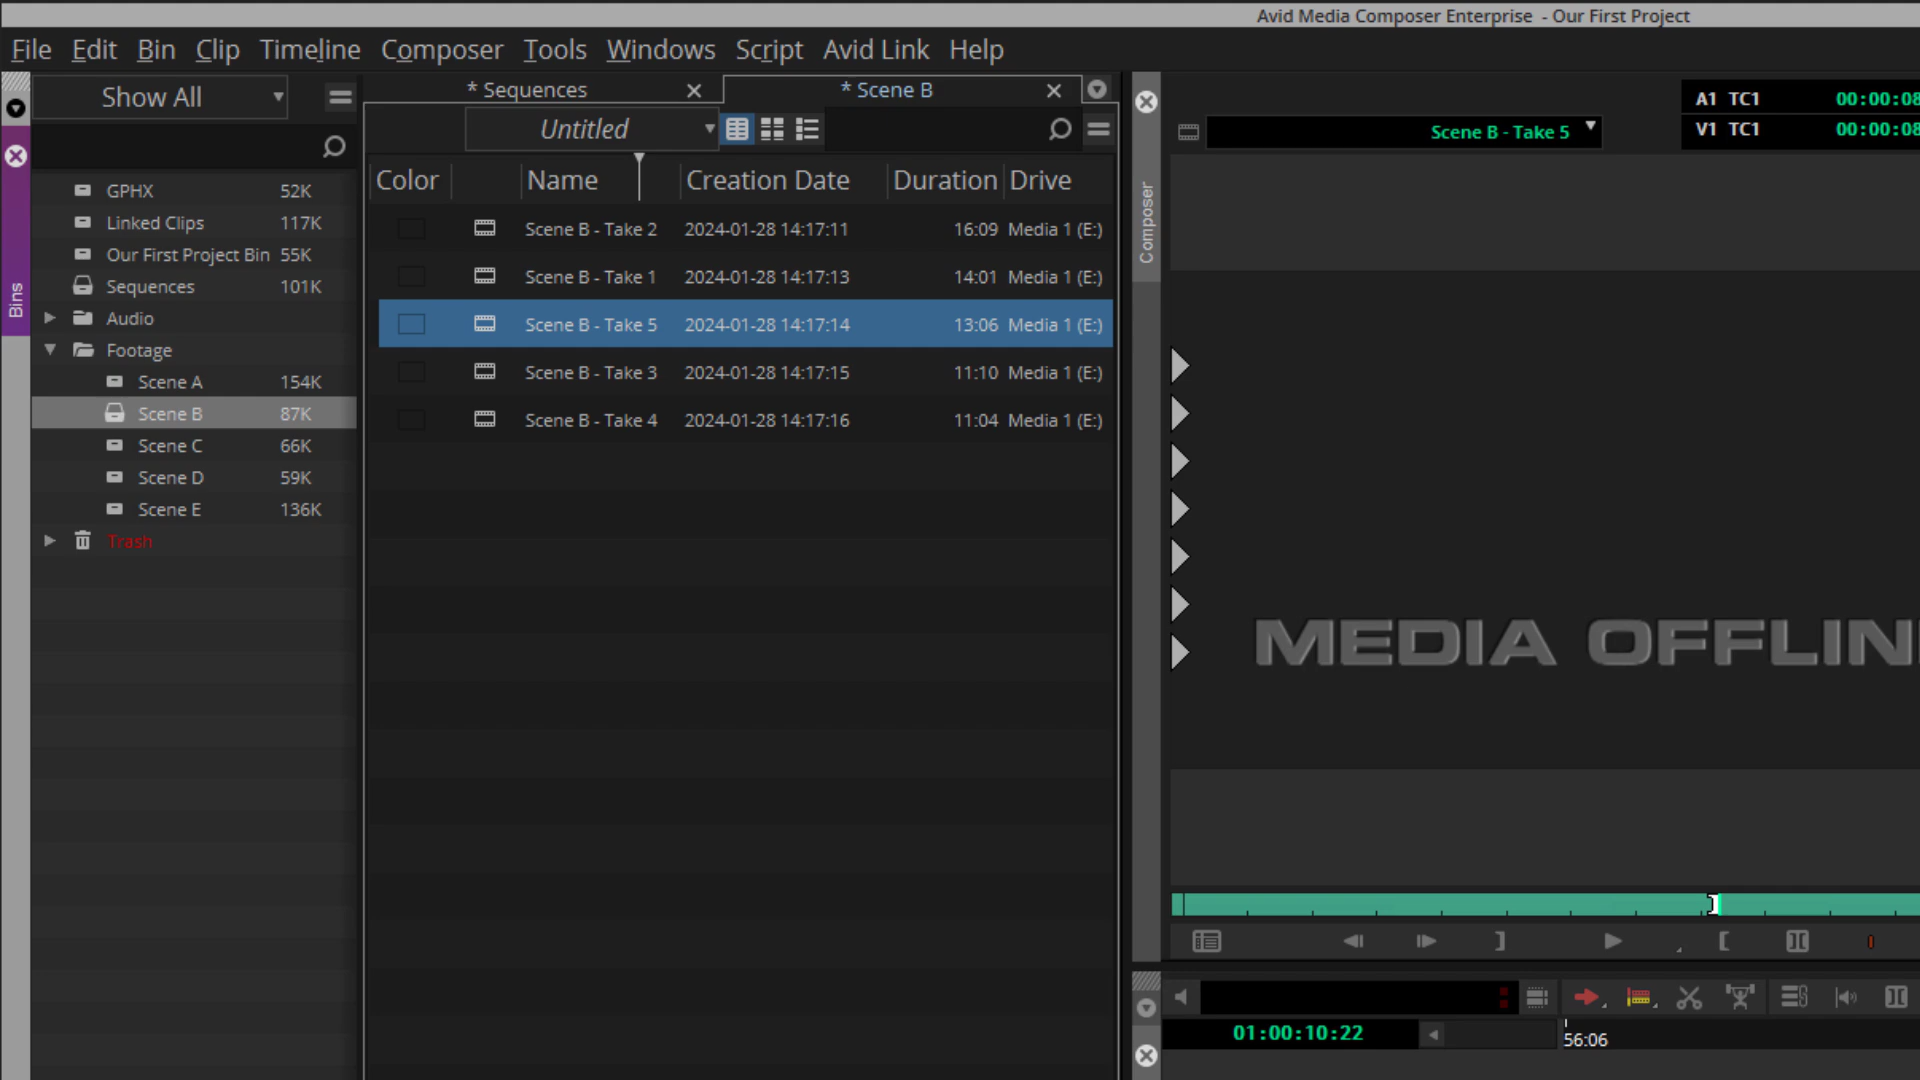 Avid Media Composer Enterprise - Our First Project
File Edit Bin Clip Timeline Composer Tools Windows Script Avid Link Help
Show All
* Sequences
* Scene B
Untitled
Color Name Creation Date Duration Drive
Scene B - Take 2 2024-01-28 14:17:11 16:09 Media 1 (E:)
Scene B - Take 1 2024-01-28 14:17:13 14:01 Media 1 (E:)
Scene B - Take 5 2024-01-28 14:17:14 13:06 Media 1 (E:)
Scene B - Take 3 2024-01-28 14:17:15 11:10 Media 1 (E:)
Scene B - Take 4 2024-01-28 14:17:16 11:04 Media 1 (E:)
Bins
GPHX 52K
Linked Clips 117K
Our First Project Bin 55K
Sequences 101K
Audio
Footage
Scene A 154K
Scene B 87K
Scene C 66K
Scene D 59K
Scene E 136K
Trash
Composer
Scene B - Take 5
A1 TC1 00:00:08
V1 TC1 00:00:08
MEDIA OFFLIN
01:00:10:22
56:06